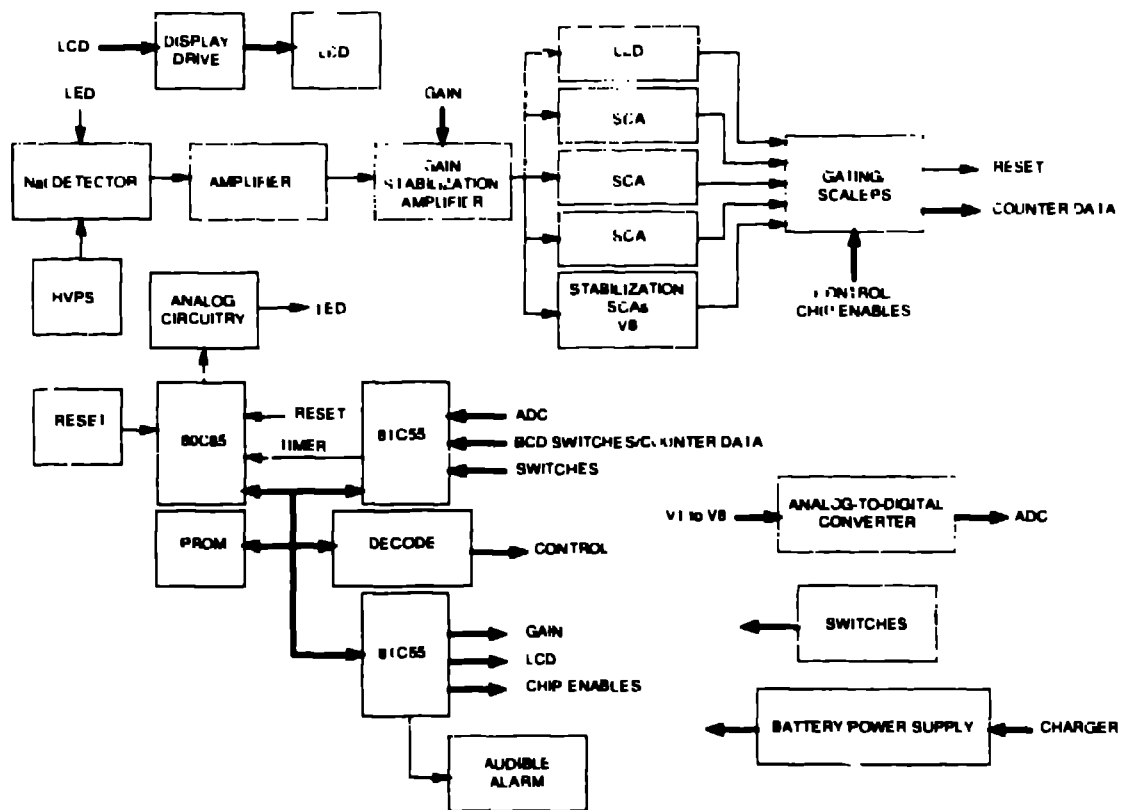 LCD
DISPLAY
DRIVE
LCD
LED
GAIN
NaI DETECTOR
AMPLIFIER
GAIN
STABILIZATION
AMPLIFIER
LLD
SCA
SCA
SCA
STABILIZATION
SCAs
V8
GATING
SCALERS
RESET
COUNTER DATA
CONTROL
CHIP ENABLES
HVPS
ANALOG
CIRCUITRY
LED
RESET
80C85
RESET
TIMER
81C55
ADC
BCD SWITCHES/COUNTER DATA
SWITCHES
PROM
DECODE
CONTROL
81C55
GAIN
LCD
CHIP ENABLES
AUDIBLE
ALARM
V1 to V8
ANALOG-TO-DIGITAL
CONVERTER
ADC
SWITCHES
BATTERY POWER SUPPLY
CHARGER